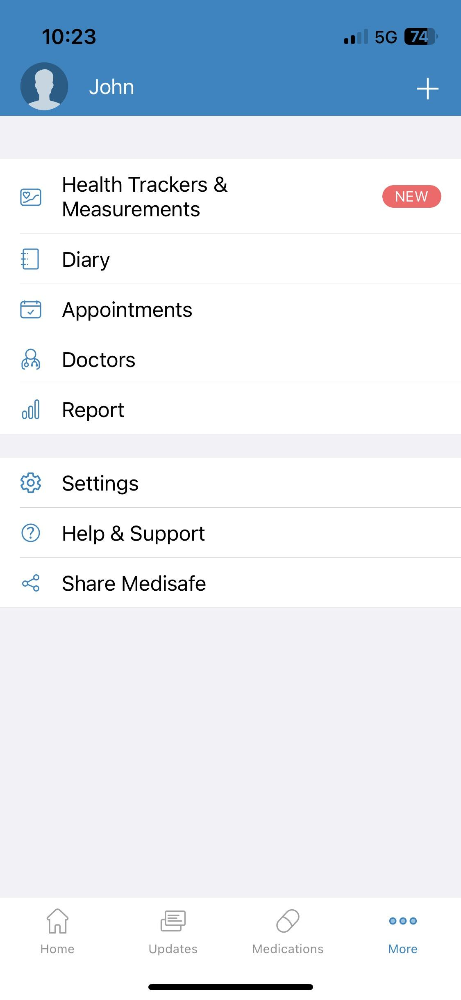 10:23
5G
74
John
Health Trackers &
Measurements
NEW
Diary
Appointments
Doctors
Report
Settings
Help & Support
Share Medisafe
Home
Updates
Medications
More